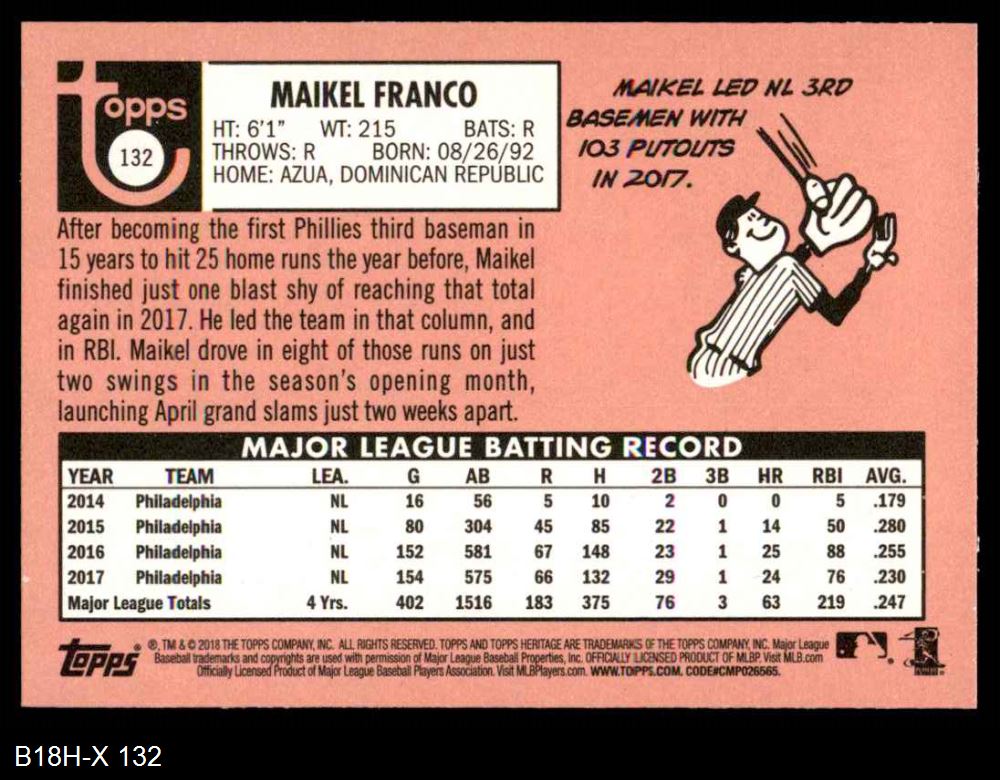 topps
132
MAIKEL FRANCO
HT: 6'1" WT: 215 BATS: R
THROWS: R BORN: 08/26/92
HOME: AZUA, DOMINICAN REPUBLIC
MAIKEL LED NL 3RD
BASEMEN WITH
103 PUTOUTS
IN 2017.
After becoming the first Phillies third baseman in
15 years to hit 25 home runs the year before, Maikel
finished just one blast shy of reaching that total
again in 2017. He led the team in that column, and
in RBI. Maikel drove in eight of those runs on just
two swings in the season's opening month,
launching April grand slams just two weeks apart.
MAJOR LEAGUE BATTING RECORD
YEAR TEAM LEA. G AB R H 2B 3B HR RBI AVG.
2014 Philadelphia NL 16 56 5 10 2 0 0 5 .179
2015 Philadelphia NL 80 304 45 85 22 1 14 50 .280
2016 Philadelphia NL 152 581 67 148 23 1 25 88 .255
2017 Philadelphia NL 154 575 66 132 29 1 24 76 .230
Major League Totals 4 Yrs. 402 1516 183 375 76 3 63 219 .247
topps ®, TM & © 2018 THE TOPPS COMPANY, INC. ALL RIGHTS RESERVED. TOPPS AND TOPPS HERITAGE ARE TRADEMARKS OF THE TOPPS COMPANY, INC. Major League
Baseball trademarks and copyrights are used with permission of Major League Baseball Properties, Inc. OFFICIALLY LICENSED PRODUCT OF MLBP. Visit MLB.com
Officially Licensed Product of Major League Baseball Players Association. Visit MLBPlayers.com. WWW.TOPPS.COM. CODE#CMP026565.
B18H-X 132